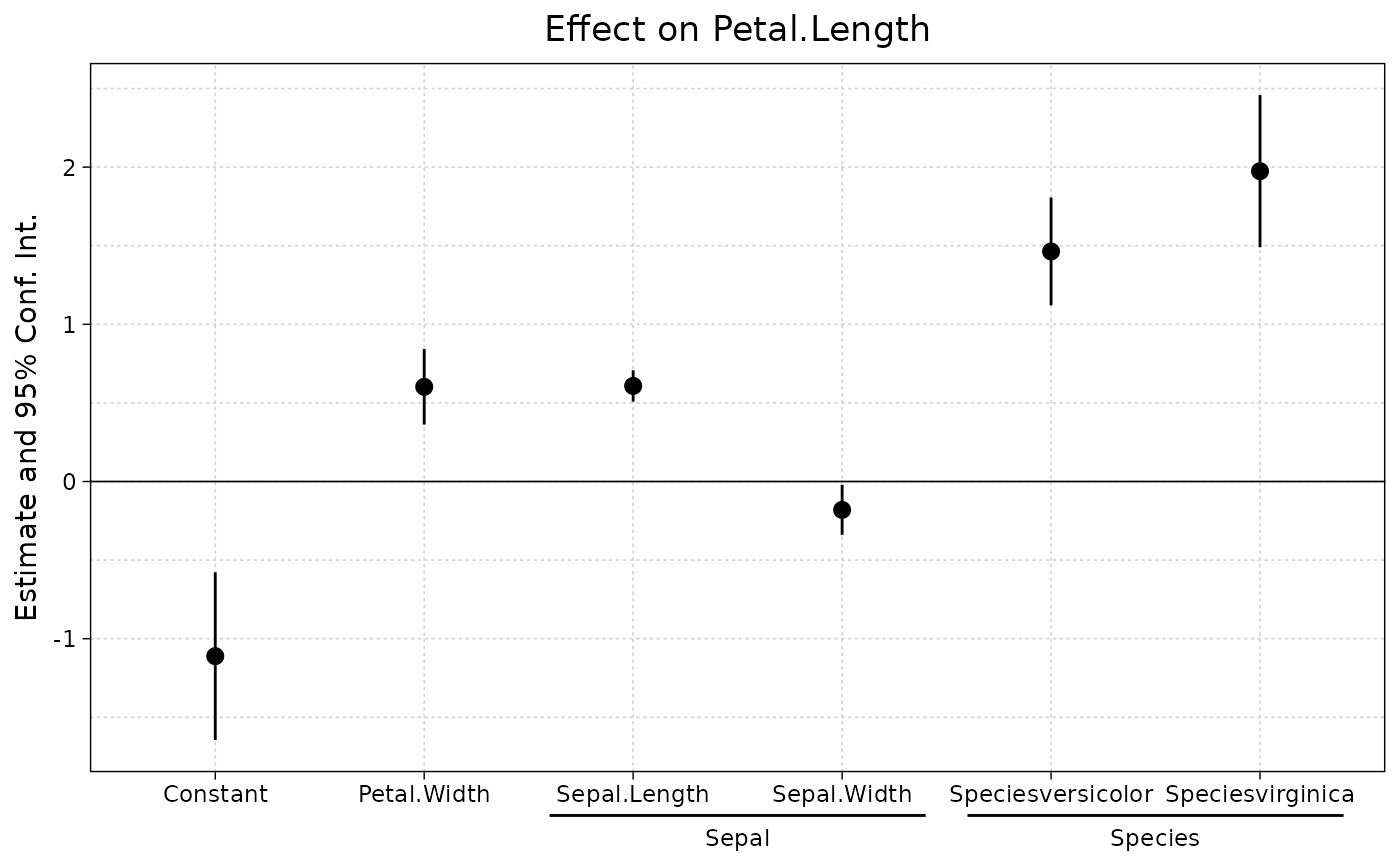 Effect on Petal.Length
Estimate and 95% Conf. Int.
2
1
0
-1
Constant Petal.Width Sepal.Length Sepal.Width Speciesversicolor Speciesvirginica
Sepal Species